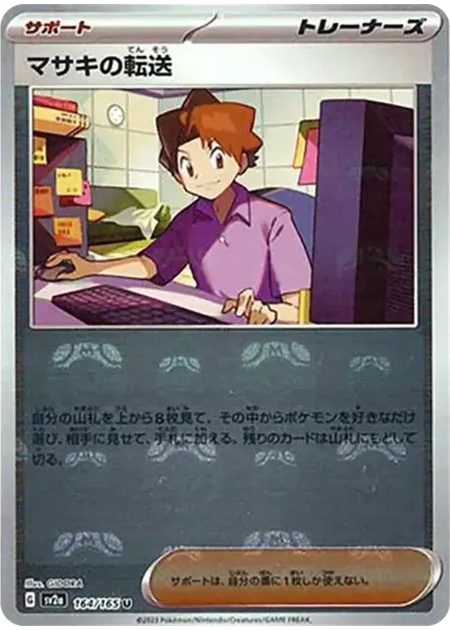 サポート トレーナーズ
てんそう
マサキの転送
自分の山札を上から8枚見て、その中からポケモンを好きなだけ
選び、相手に見せて、手札に加える。残りのカードは山札にもどして
切る。
Illus. GIDORA
G sv2a 164/165 U
サポートは、自分の番に1枚しか使えない。
©2023 Pokémon/Nintendo/Creatures/GAME FREAK.